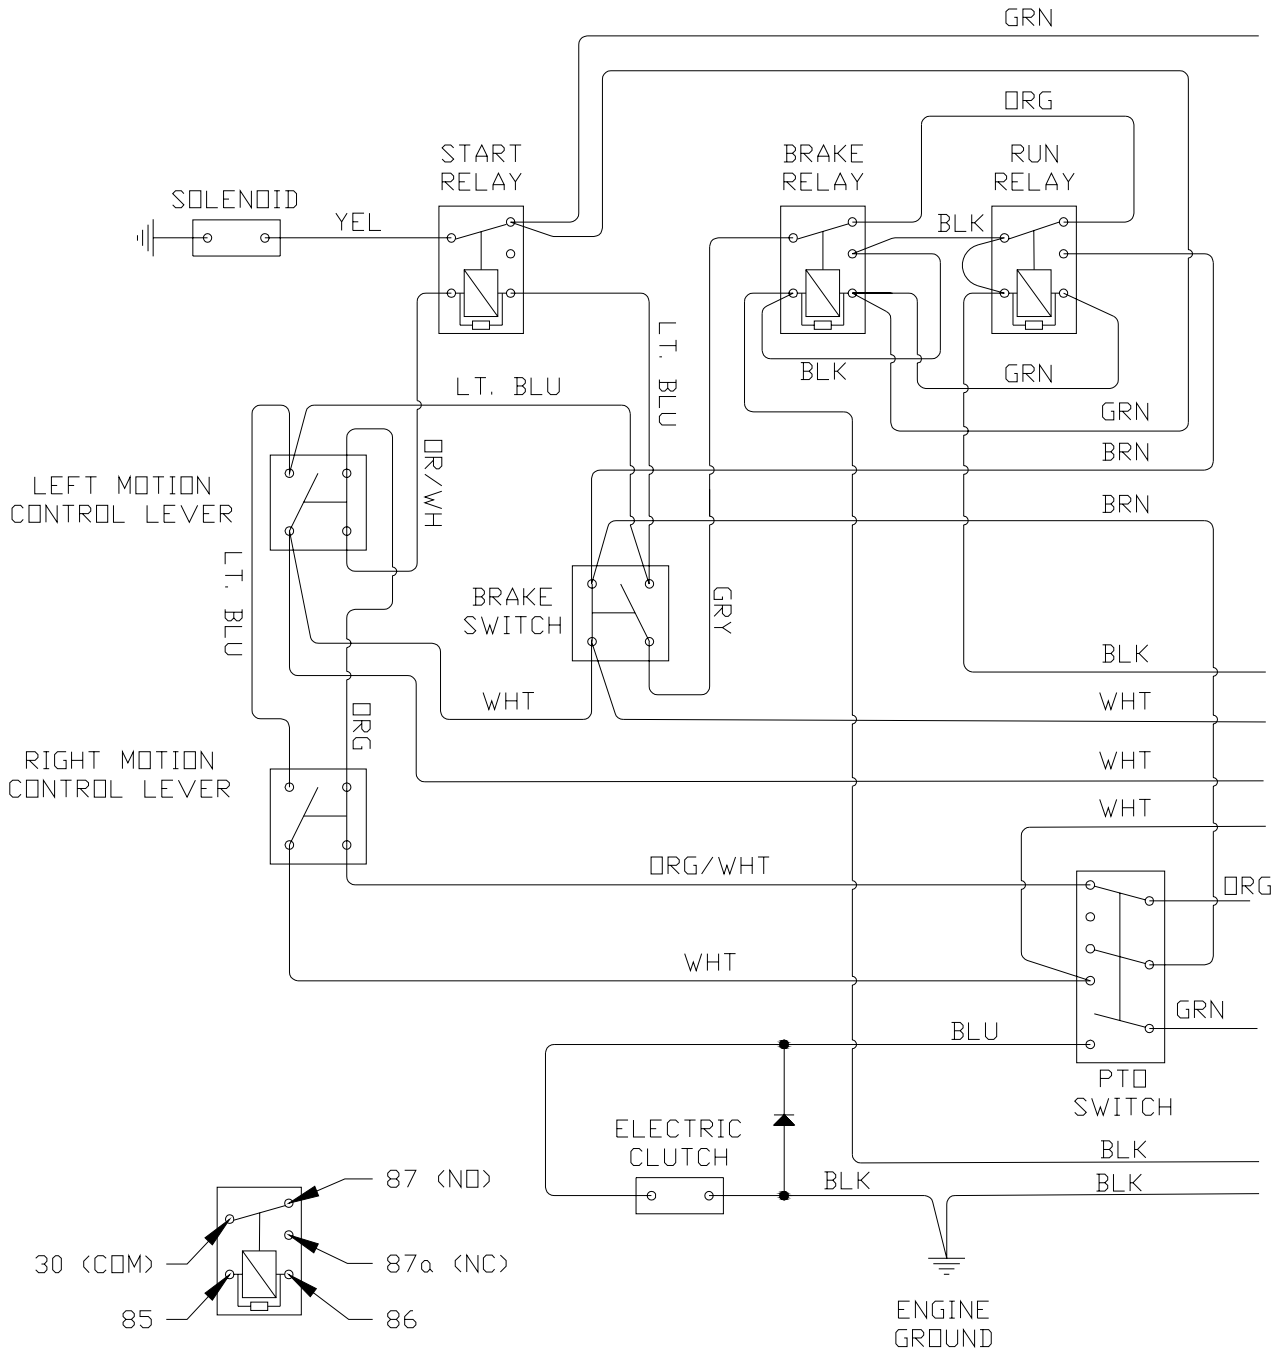 GRN
ORG
START
RELAY
BRAKE
RELAY
RUN
RELAY
SOLENOID
YEL
BLK
LT. BLU
BLK
GRN
LT. BLU
GRN
BRN
OR/WH
LEFT MOTION
CONTROL LEVER
BRN
LT. BLU
BRAKE
SWITCH
GRY
BLK
WHT
WHT
ORG
RIGHT MOTION
CONTROL LEVER
WHT
WHT
ORG/WHT
ORG
WHT
GRN
BLU
PTO
SWITCH
ELECTRIC
CLUTCH
BLK
BLK
BLK
87 (NO)
30 (COM)
87a (NC)
85
86
ENGINE
GROUND